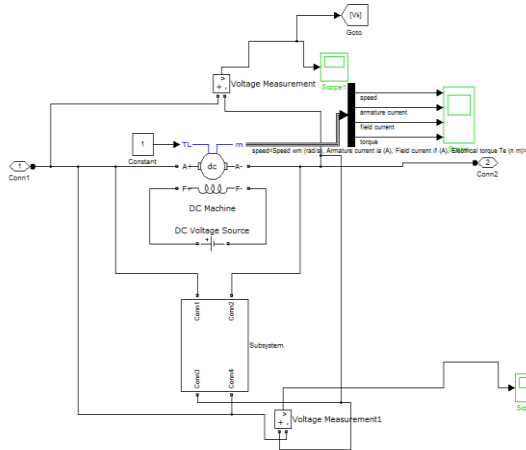 [Vs]
Goto
Voltage Measurement
Scope1
speed
armature current
field current
torque
1
Constant
TL
m
speed<Speed wm (rad/s), Armature current ia (A), Field current if (A), Electrical torque Te (n m)>
1
Conn1
A+
dc
A-
2
Conn2
F+
F-
DC Machine
DC Voltage Source
Conn1
Conn2
Subsystem
Conn3
Conn4
Voltage Measurement1
Sco